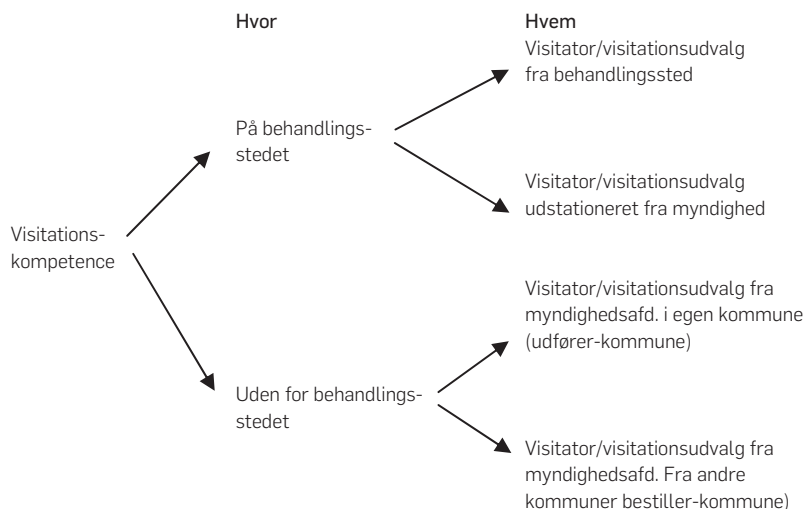 Hvor
Hvem
Visitator/visitationsudvalg
fra behandlingssted
På behandlings-
stedet
Visitator/visitationsudvalg
udstationeret fra myndighed
Visitations-
kompetence
Visitator/visitationsudvalg fra
myndighedsafd. i egen kommune
(udfører-kommune)
Uden for behandlings-
stedet
Visitator/visitationsudvalg fra
myndighedsafd. Fra andre
kommuner bestiller-kommune)